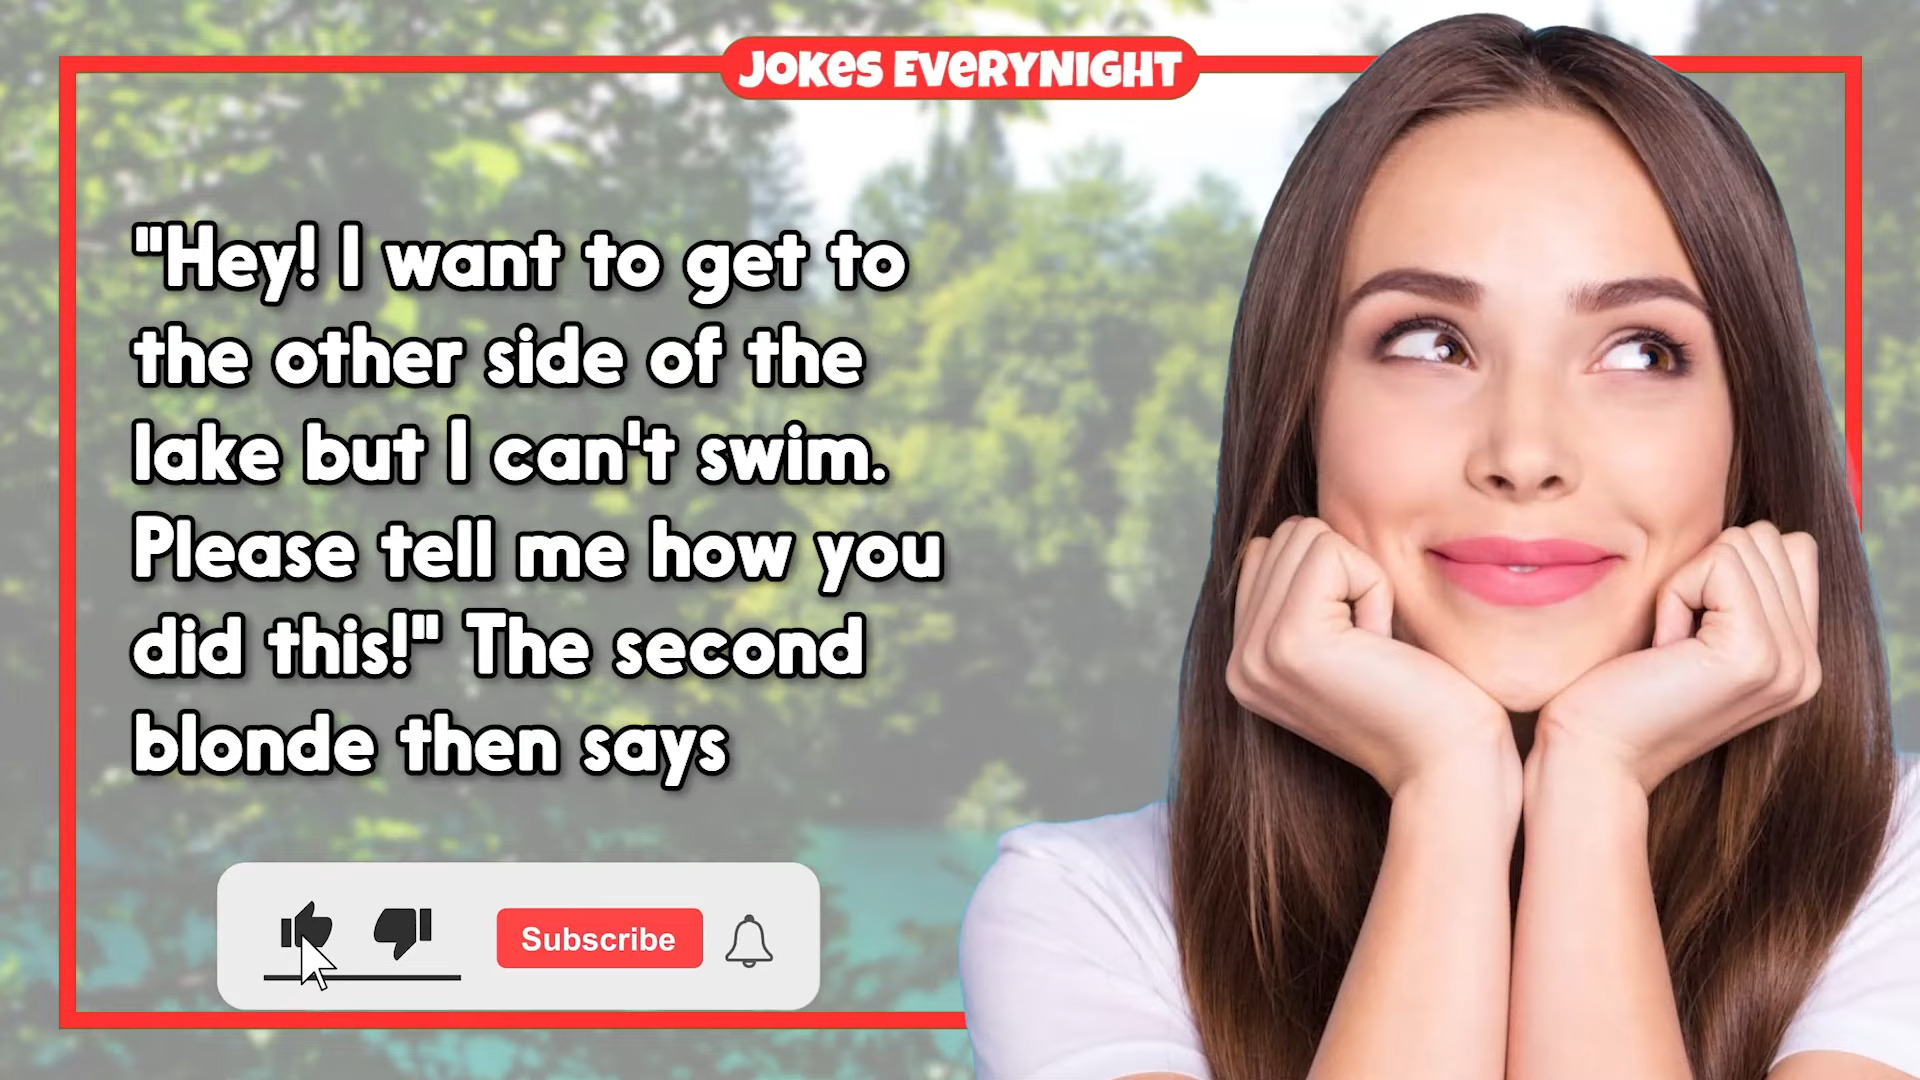 JOKES EVERYNIGHT
"Hey! I want to get to
the other side of the
lake but I can't swim.
Please tell me how you
did this!" The second
blonde then says
Subscribe